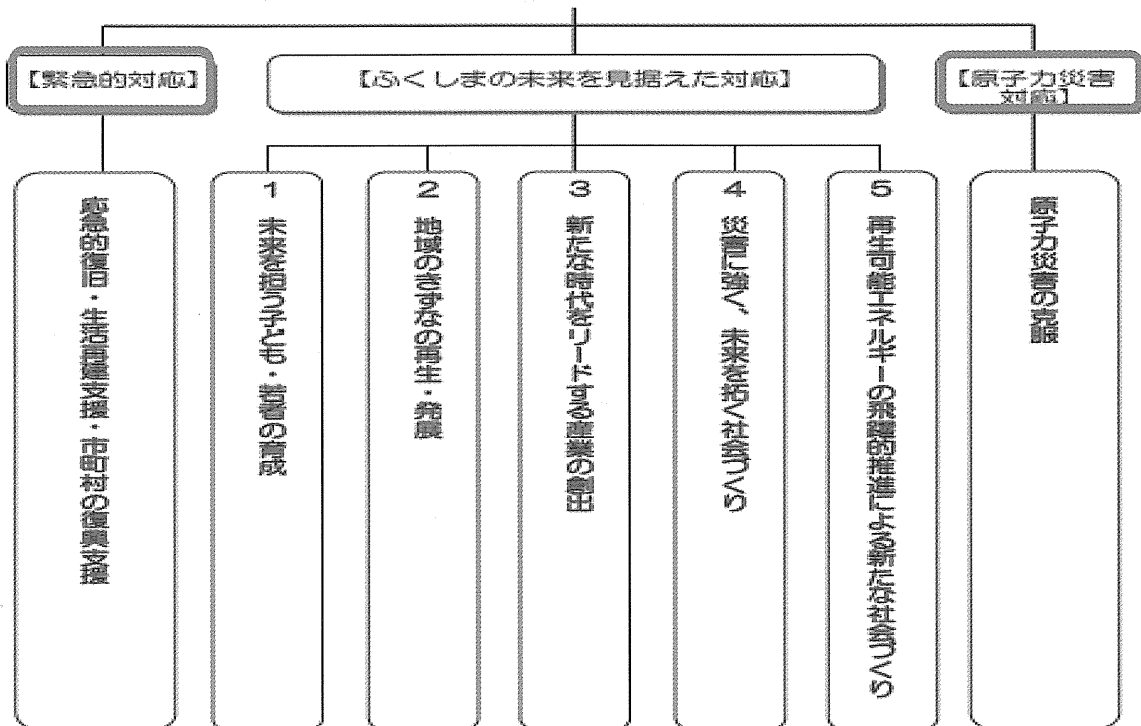 【緊急的対応】
【ふくしまの未来を見据えた対応】
【原子力災害
対応】
応急的復旧・生活再建支援・市町村の復興支援
1 未来を担う子ども・若者の育成
2 地域のきずなの再生・発展
3 新たな時代をリードする産業の創出
4 災害に強く、未来を拓く社会づくり
5 再生可能エネルギーの飛躍的推進による新たな社会づくり
原子力災害の克服